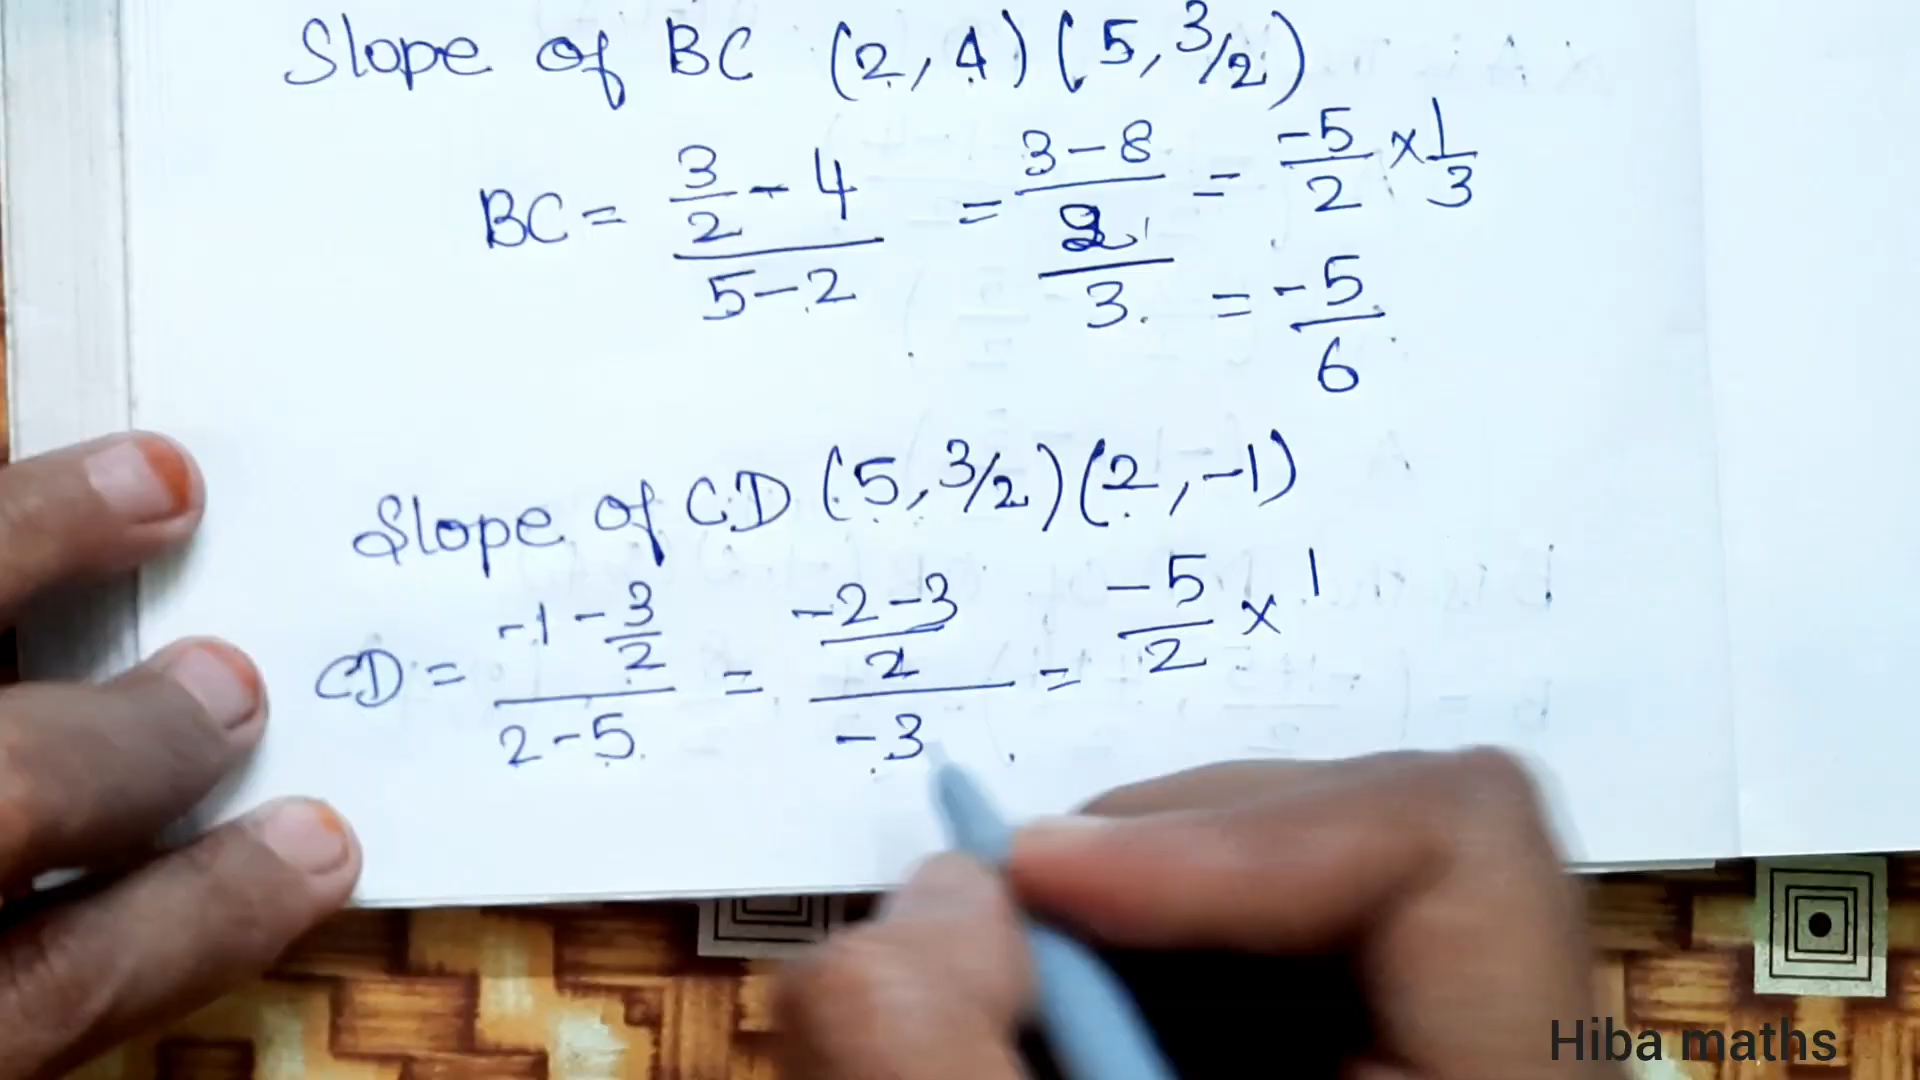 Slope of BC (2, 4) (5, 3/2)
BC = (3/2 - 4)/(5-2) = ((3-8)/2)/3 = -5/2 × 1/3
= -5/6
Slope of CD (5, 3/2) (2, -1)
CD = (-1 - 3/2)/(2-5) = ((-2-3)/2)/-3 = -5/2 × 1
Hiba maths